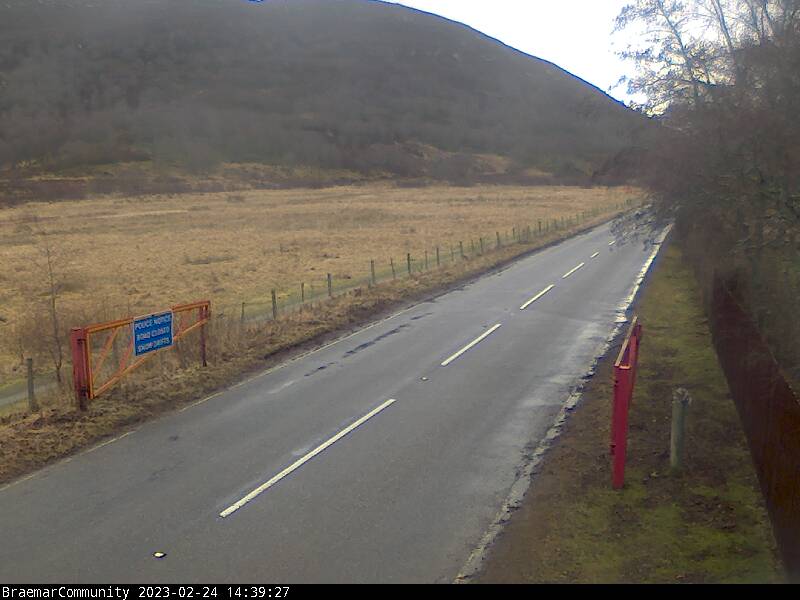 POLICE NOTICE
ROAD CLOSED
SNOW DRIFTS
BraemarCommunity 2023-02-24 14:39:27